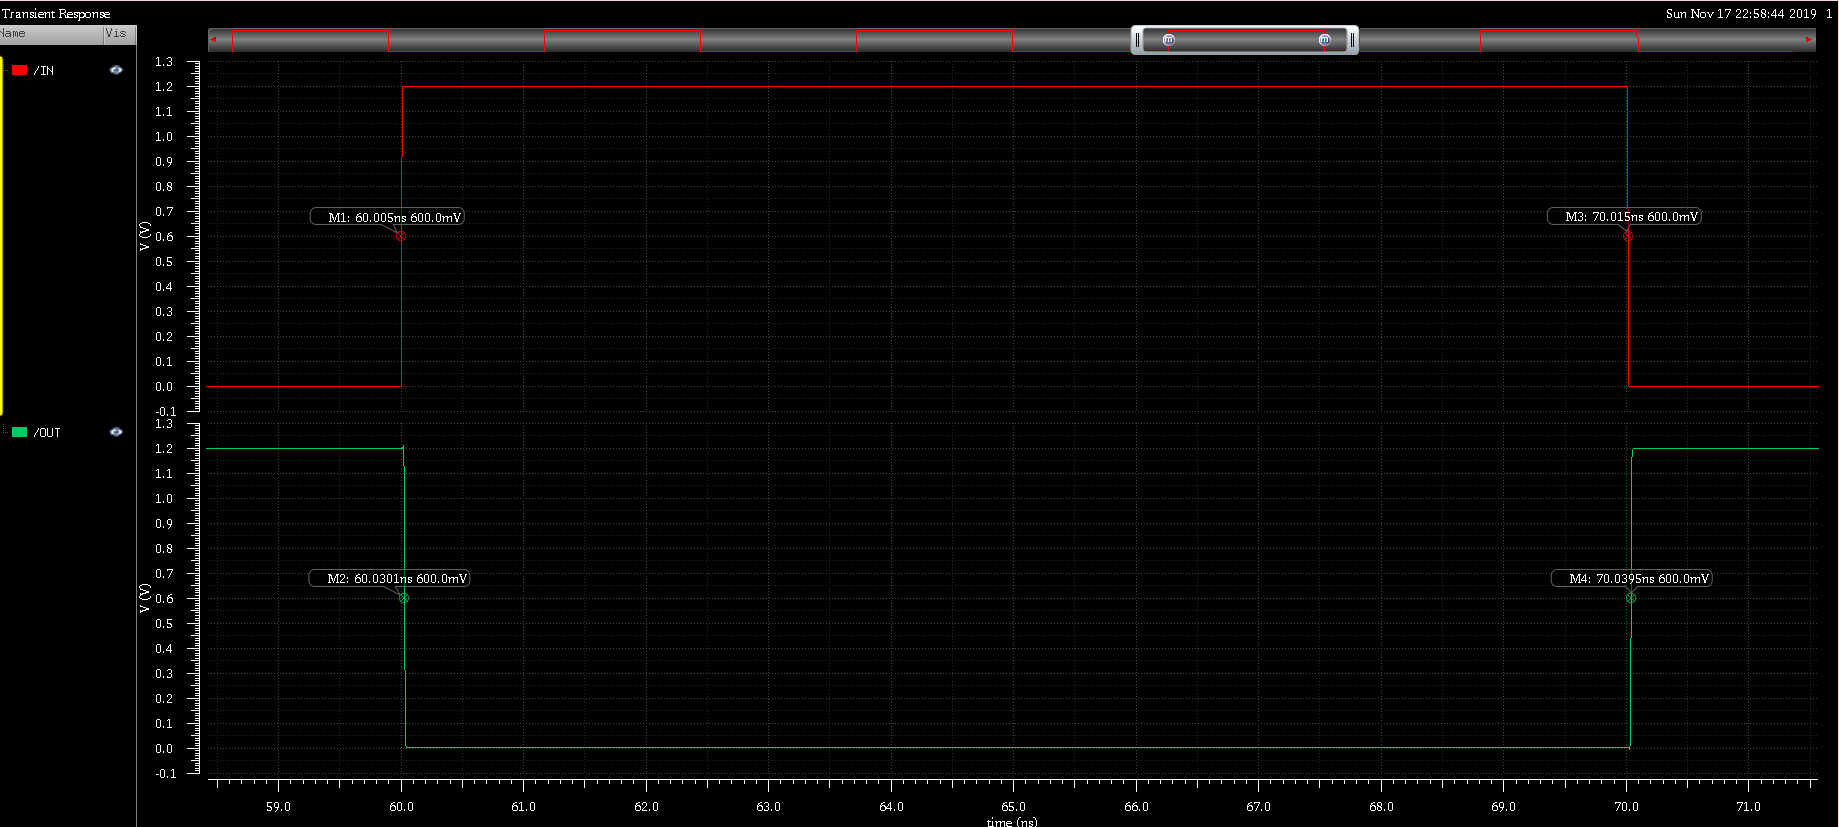 Transient Response
Sun Nov 17 22:58:44 2019 1
Name Vis
/IN
1.3
1.2
1.1
1.0
0.9
0.8
0.7
0.6
0.5
0.4
0.3
0.2
0.1
0.0
-0.1
V (V)
M1: 60.005ns 600.0mV
M3: 70.015ns 600.0mV
/OUT
1.3
1.2
1.1
1.0
0.9
0.8
0.7
0.6
0.5
0.4
0.3
0.2
0.1
0.0
-0.1
V (V)
M2: 60.0301ns 600.0mV
M4: 70.0395ns 600.0mV
59.0 60.0 61.0 62.0 63.0 64.0 65.0 66.0 67.0 68.0 69.0 70.0 71.0
time (ns)